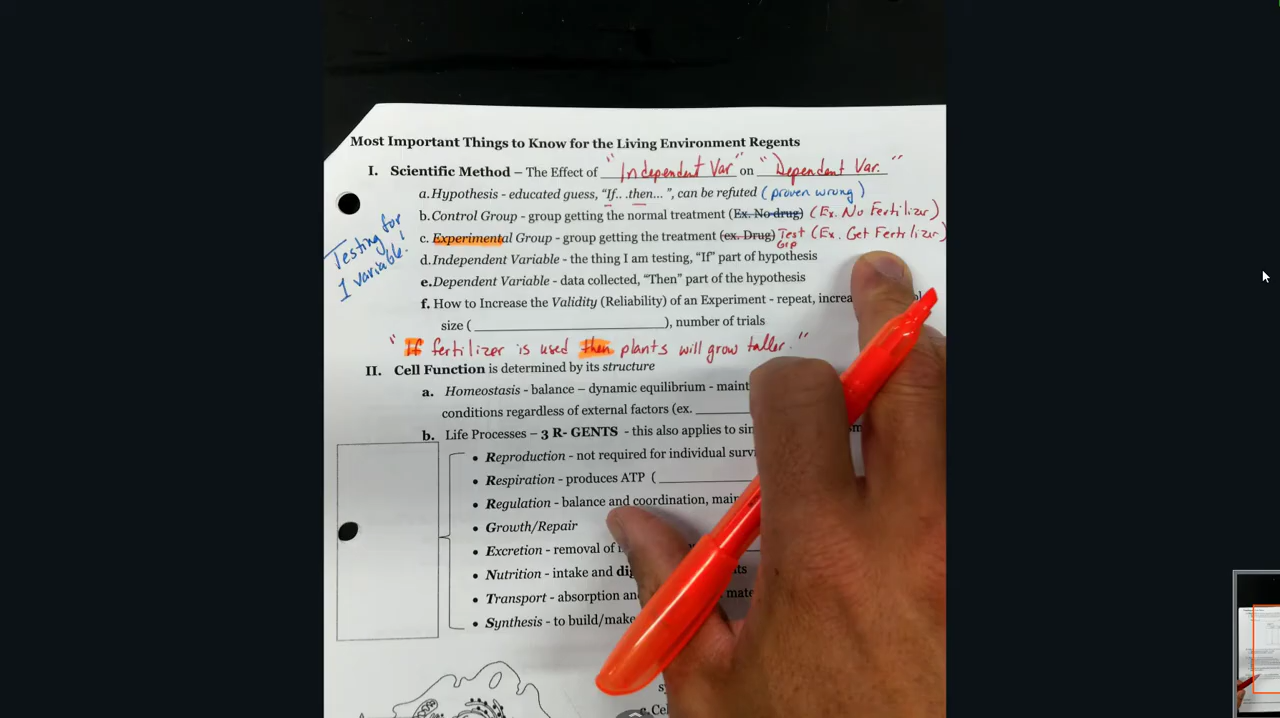 Most Important Things to Know for the Living Environment Regents
I. Scientific Method – The Effect of "Independent Var" on "Dependent Var."
a. Hypothesis - educated guess, "If. . .then… ", can be refuted (proven wrong)
b. Control Group - group getting the normal treatment (Ex. No drug) (Ex. No Fertilizer)
c. Experimental Group - group getting the treatment (ex. Drug) Test (Ex. Get Fertilizer)
Grp
Testing for
1 variable!
d. Independent Variable - the thing I am testing, "If" part of hypothesis
e. Dependent Variable - data collected, "Then" part of the hypothesis
f. How to Increase the Validity (Reliability) of an Experiment - repeat,
size ( ____________________ ), number of trials
"If fertilizer is used then plants will grow taller."
II. Cell Function is determined by its structure
a. Homeostasis - balance – dynamic equilibrium -
conditions regardless of external factors (ex. ________
b. Life Processes – 3 R- GENTS - this also applies to
• Reproduction - not required for individual
• Respiration - produces ATP ( __________
• Regulation - balance and coordination,
• Growth/Repair
• Excretion - removal of
• Nutrition - intake and
• Transport - absorption
• Synthesis - to build/make